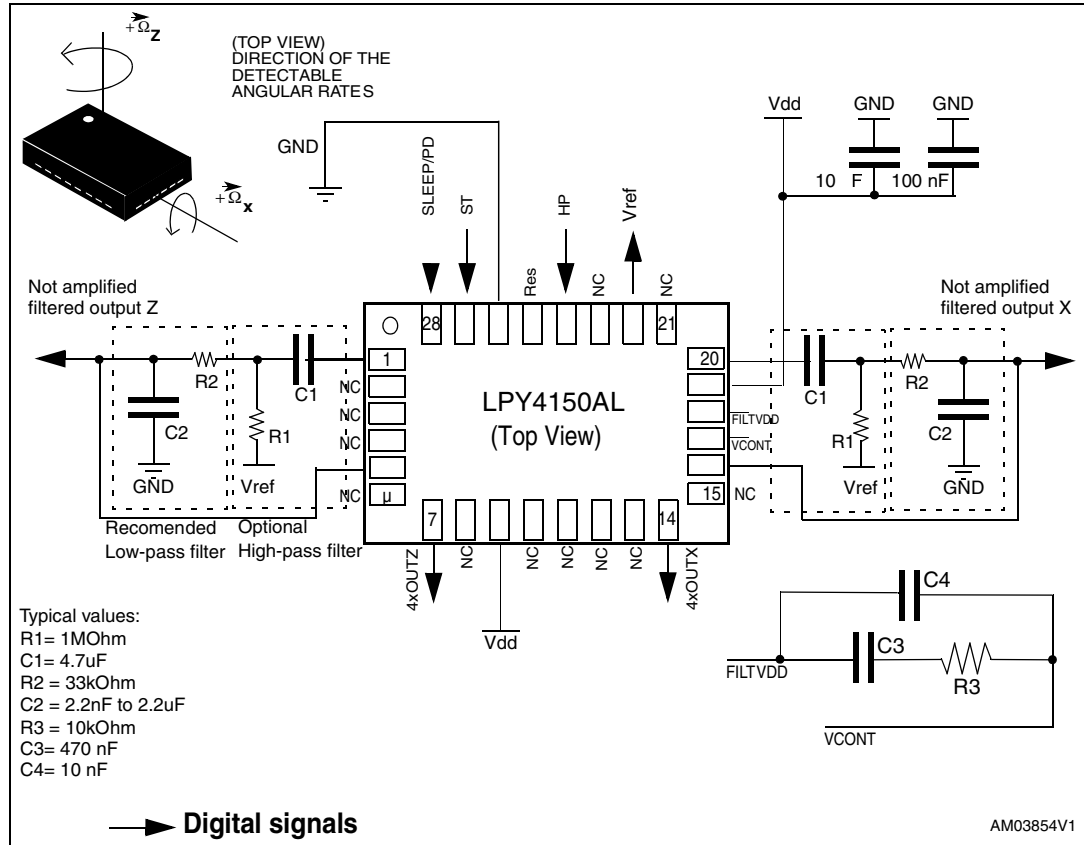 +Ω Z
(TOP VIEW)
DIRECTION OF THE
DETECTABLE
ANGULAR RATES
+Ω x
GND
SLEEP/PD
ST
Res
HP
NC
Vref
NC
Vdd
GND
GND
10 F
100 nF
Not amplified
filtered output Z
Not amplified
filtered output X
28
21
1
20
R2
C1
C2
R1
GND
Vref
NC
NC
NC
NC
µ
LPY4150AL
(Top View)
FILTVDD
VCONT
15
NC
C1
R2
R1
C2
Vref
GND
Recomended
Low-pass filter
Optional
High-pass filter
7
14
4xOUTZ
NC
Vdd
NC
NC
NC
NC
4xOUTX
Typical values:
R1= 1MOhm
C1= 4.7uF
R2 = 33kOhm
C2 = 2.2nF to 2.2uF
R3 = 10kOhm
C3= 470 nF
C4= 10 nF
C4
C3
FILTVDD
R3
VCONT
Digital signals
AM03854V1